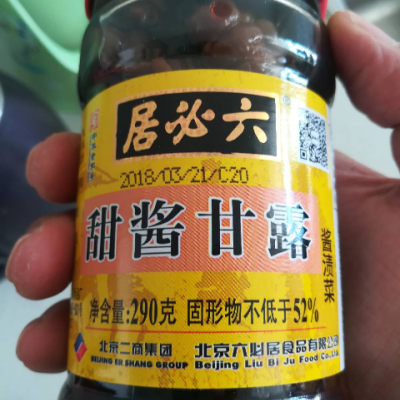 居必六
2018/03/21/C20
甜酱甘露
酱渍菜
净含量:290克 固形物不低于52%
北京二商集团
BEIJING ER SHANG GROUP
北京六必居食品有限公司
Beijing Liu Bi Ju Food Co.